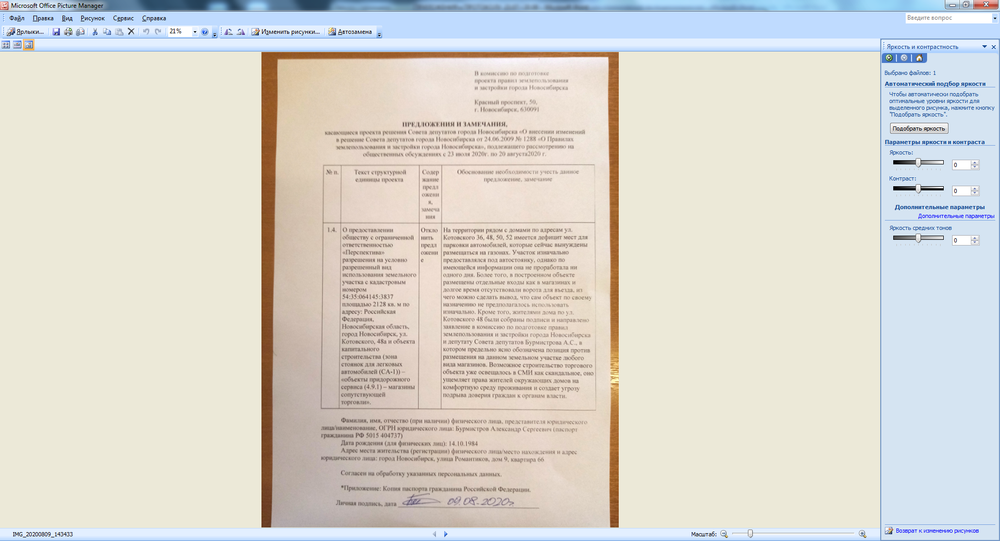 Microsoft Office Picture Manager
Файл Правка Вид Рисунок Сервис Справка
Введите вопрос
Ярлыки... 21% Изменить рисунки... Автозамена
Яркость и контрастность
Выбрано файлов: 1
Автоматический подбор яркости
Чтобы автоматически подобрать
оптимальные уровни яркости для
выделенного рисунка, нажмите кнопку
"Подобрать яркость".
Подобрать яркость
Параметры яркости и контраста
Яркость:
0
Контраст:
0
Дополнительные параметры
Дополнительные параметры
Яркость средних тонов
0
Возврат к изменению рисунков
В комиссию по подготовке
проекта правил землепользования
и застройки города Новосибирска
Красный проспект, 50,
г. Новосибирск, 630091
ПРЕДЛОЖЕНИЯ И ЗАМЕЧАНИЯ,
касающиеся проекта решения Совета депутатов города Новосибирска «О внесении изменений
в решение Совета депутатов города Новосибирска от 24.06.2009 № 1288 «О Правилах
землепользования и застройки города Новосибирска», подлежащего рассмотрению на
общественных обсуждениях с 23 июля 2020г. по 20 августа2020 г.
№ п.
Текст структурной
единицы проекта
Содер
жание
предл
ожени
я,
замеча
ния
Обоснование необходимости учесть данное
предложение, замечание
1.4.
О предоставлении
обществу с ограниченной
ответственностью
«Перспектива»
разрешения на условно
разрешенный вид
использования земельного
участка с кадастровым
номером
54:35:064145:3837
площадью 2128 кв. м по
адресу: Российская
Федерация,
Новосибирская область,
город Новосибирск, ул.
Котовского, 48а и объекта
капитального
строительства (зона
стоянок для легковых
автомобилей (СА-1)) –
«объекты придорожного
сервиса (4.9.1) – магазины
сопутствующей
торговли».
Откло
нить
предл
ожени
е
На территории рядом с домами по адресам ул.
Котовского 36, 48, 50, 52 имеется дефицит мест для
парковки автомобилей, которые сейчас вынуждены
размещаться на газонах. Участок изначально
предоставлялся под автостоянку, однако по
имеющейся информации она не проработала ни
одного дня. Более того, в построенном объекте
размещены отдельные входы как в магазинах и
долгое время отсутствовали ворота для въезда, из
чего можно сделать вывод, что сам объект по своему
назначению не предполагалось использовать
изначально. Кроме того, жителями дома по ул.
Котовского 48 были собраны подписи и направлено
заявление в комиссию по подготовке правил
землепользования и застройки города Новосибирска
и депутату Совета депутатов Бурмистрова А.С., в
котором предельно ясно обозначена позиция против
размещения на данном земельном участке любого
вида магазинов. Возможное строительство торгового
объекта уже освещалось в СМИ как скандальное, оно
ущемляет права жителей окружающих домов на
комфортную среду проживания и создает угрозу
подрыва доверия граждан к органам власти.
Фамилия, имя, отчество (при наличии) физического лица, представителя юридического
лица/наименование, ОГРН юридического лица: Бурмистров Александр Сергеевич (паспорт
гражданина РФ 5015 404737)
Дата рождения (для физических лиц): 14.10.1984
Адрес места жительства (регистрации) физического лица/место нахождения и адрес
юридического лица: город Новосибирск, улица Романтиков, дом 9, квартира 66
Согласен на обработку указанных персональных данных.
*Приложение: Копия паспорта гражданина Российской Федерации.
Личная подпись, дата 09.08.2020г.
IMG_20200809_143433
Масштаб: